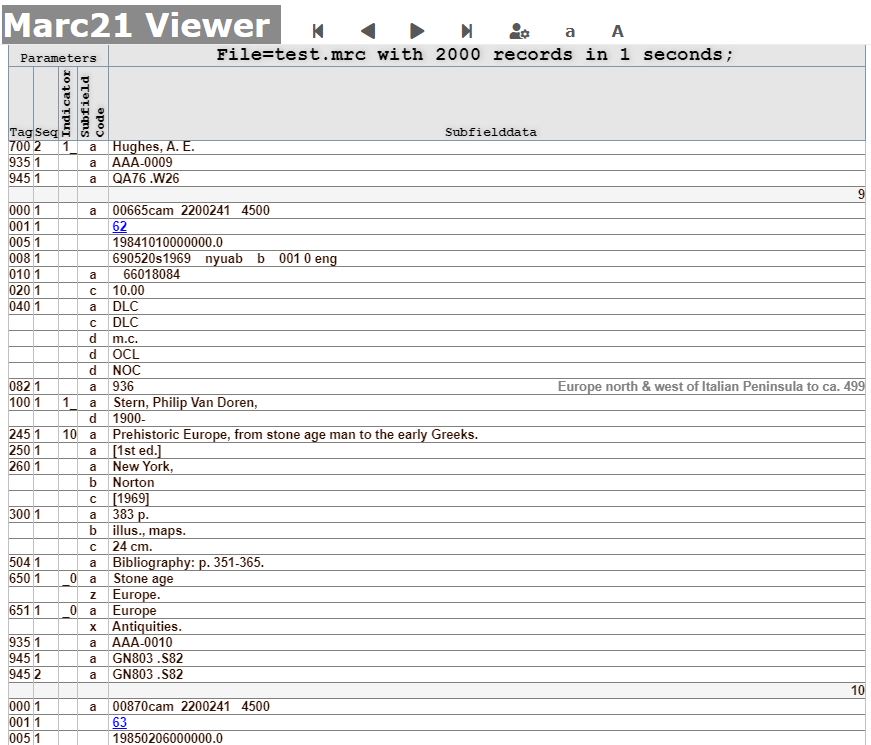 Marc21 Viewer a A
Parameters File=test.mrc with 2000 records in 1 seconds;
Tag Seq Indicator Subfield Code Subfielddata
700 2 1_ a Hughes, A. E.
935 1 a AAA-0009
945 1 a QA76 .W26
9
000 1 a 00665cam 2200241 4500
001 1 62
005 1 19841010000000.0
008 1 690520s1969 nyuab b 001 0 eng
010 1 a 66018084
020 1 c 10.00
040 1 a DLC
c DLC
d m.c.
d OCL
d NOC
082 1 a 936 Europe north & west of Italian Peninsula to ca. 499
100 1 1_ a Stern, Philip Van Doren,
d 1900-
245 1 10 a Prehistoric Europe, from stone age man to the early Greeks.
250 1 a [1st ed.]
260 1 a New York,
b Norton
c [1969]
300 1 a 383 p.
b illus., maps.
c 24 cm.
504 1 a Bibliography: p. 351-365.
650 1 _0 a Stone age
z Europe.
651 1 _0 a Europe
x Antiquities.
935 1 a AAA-0010
945 1 a GN803 .S82
945 2 a GN803 .S82
10
000 1 a 00870cam 2200241 4500
001 1 63
005 1 19850206000000.0